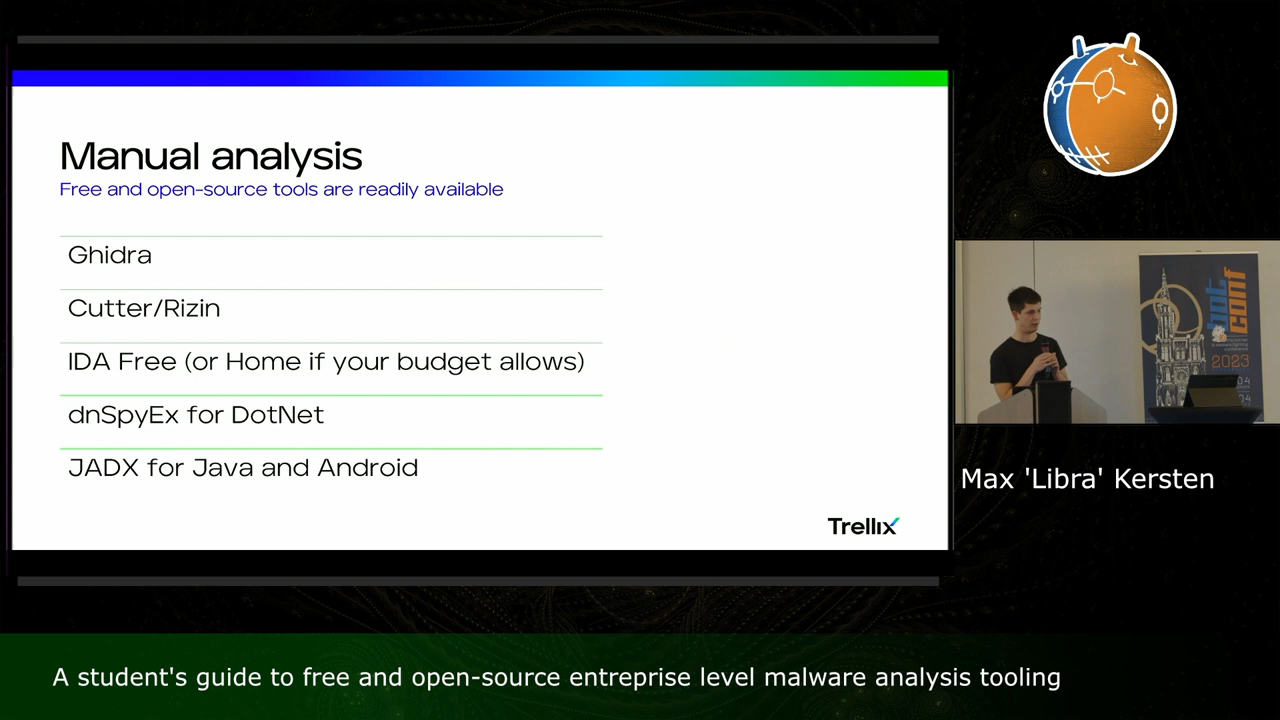 Manual analysis
Free and open-source tools are readily available
Ghidra
Cutter/Rizin
IDA Free (or Home if your budget allows)
dnSpyEx for DotNet
JADX for Java and Android
Trellix
bot
conf
2023
Max 'Libra' Kersten
A student's guide to free and open-source entreprise level malware analysis tooling